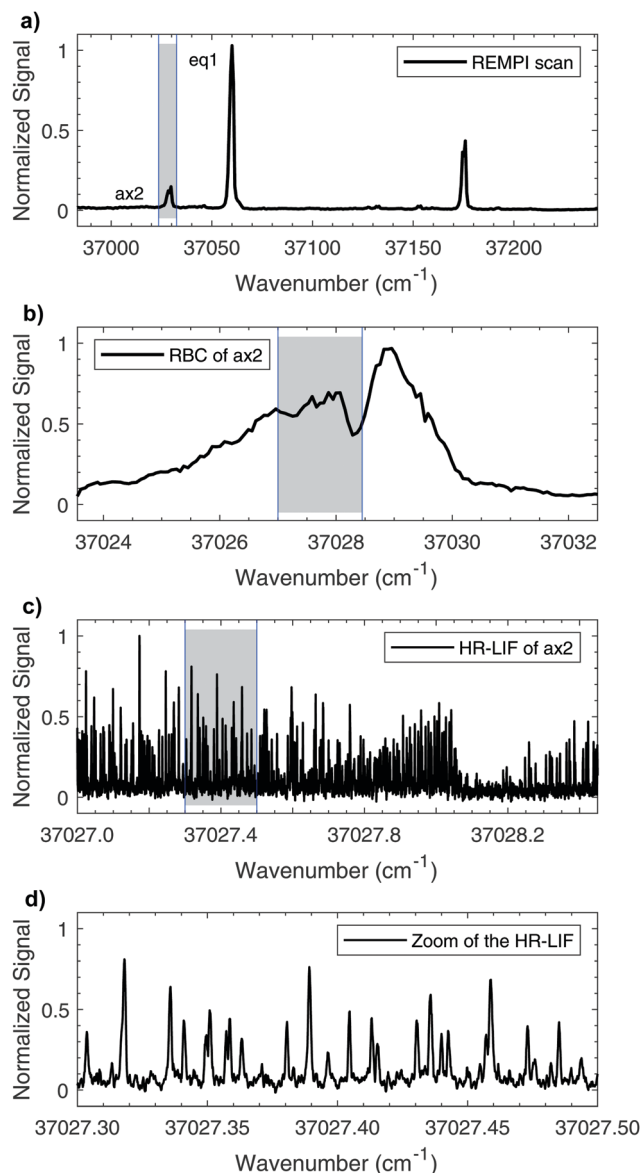 a)
Normalized Signal
1
0.5
0
eq1
ax2
REMPI scan
37000 37050 37100 37150 37200
Wavenumber (cm⁻¹)
b)
Normalized Signal
1
0.5
0
RBC of ax2
37024 37026 37028 37030 37032
Wavenumber (cm⁻¹)
c)
Normalized Signal
1
0.5
0
HR-LIF of ax2
37027.0 37027.4 37027.8 37028.2
Wavenumber (cm⁻¹)
d)
Normalized Signal
1
0.5
0
Zoom of the HR-LIF
37027.30 37027.35 37027.40 37027.45 37027.50
Wavenumber (cm⁻¹)